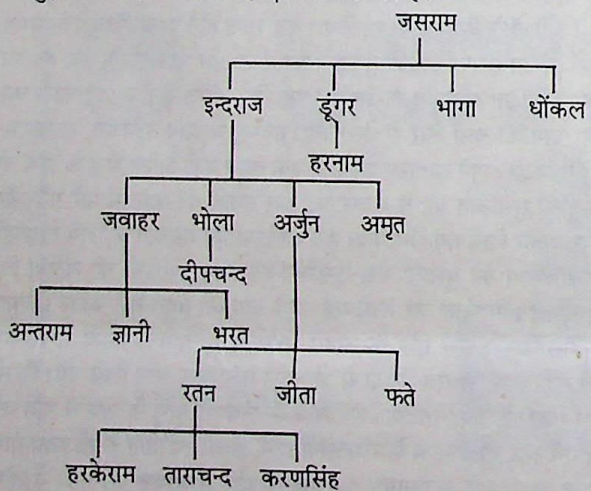 जसराम
इन्दराज डूंगर भागा धोंकल
हरनाम
जवाहर भोला अर्जुन अमृत
दीपचन्द
अन्तराम ज्ञानी भरत
रतन जीता फते
हरकेराम ताराचन्द करणसिंह